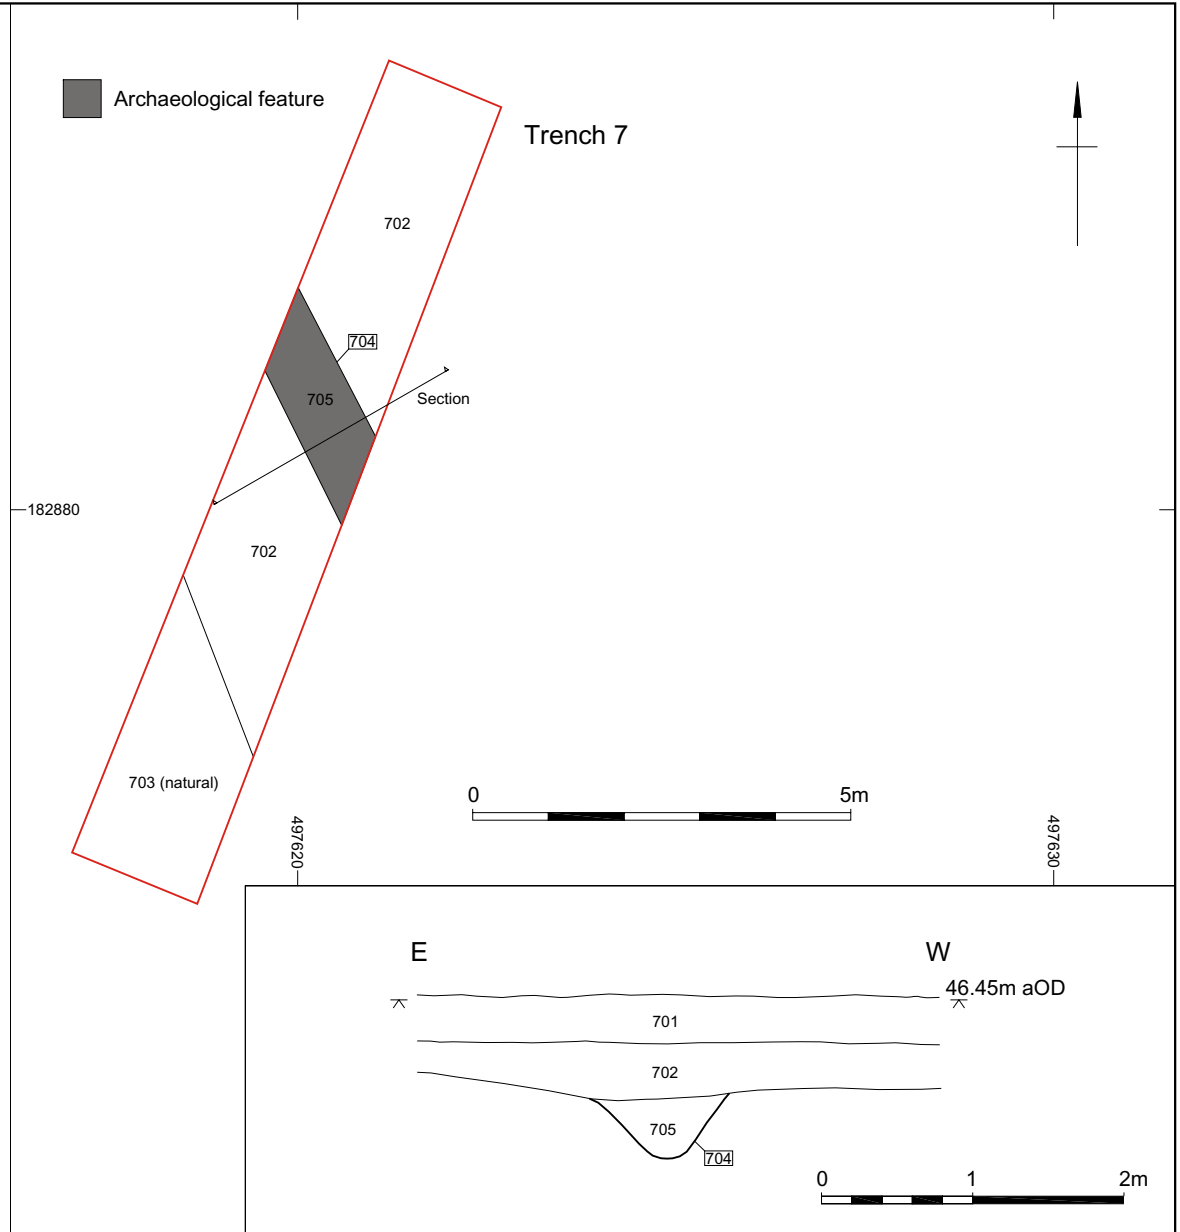 Archaeological feature
Trench 7
702
704
705
Section
182880
702
703 (natural)
0 5m
497620
497630
E W
46.45m aOD
701
702
705
704
0 1 2m